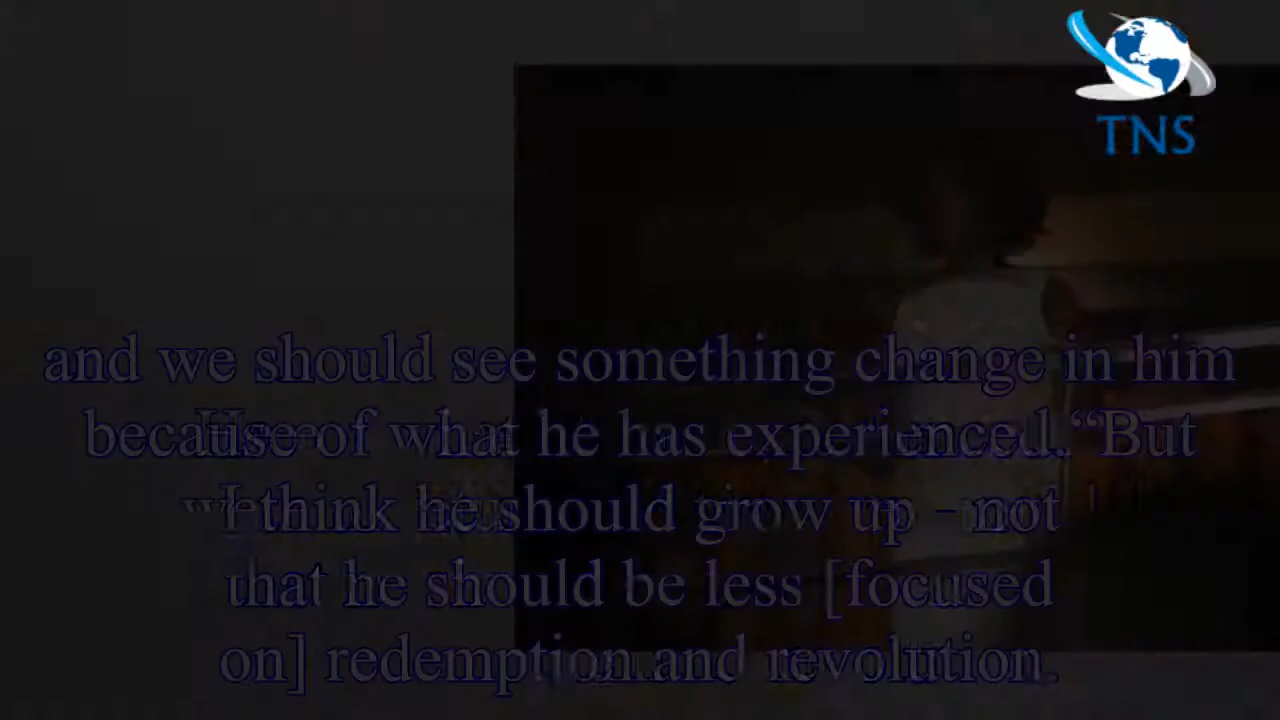 TNS
and we should see something change in him
because of what he has experienced.“But
I think he should grow up - not
that he should be less [focused
on] redemption and revolution.